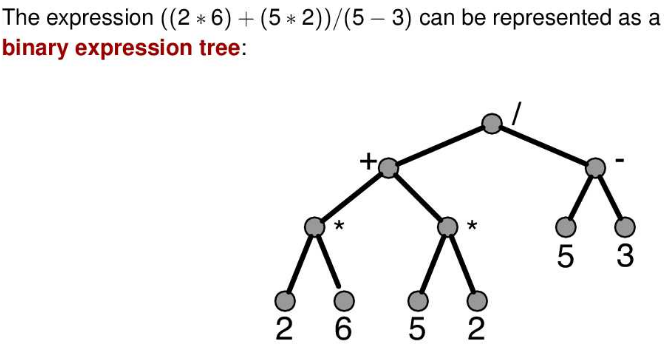 The expression ((2 ∗ 6) + (5 ∗ 2))/(5 − 3) can be represented as a
binary expression tree:
/
+ -
* *
5 3
2 6 5 2